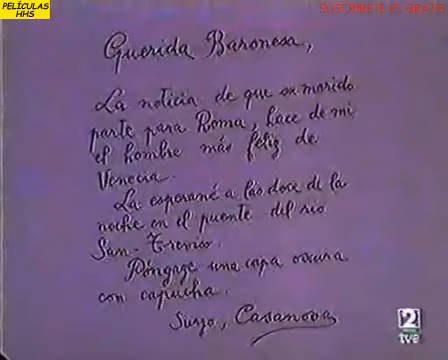 PELÍCULAS
HHS
SUSCRIBETE ES GRATIS
Querida Baronesa,
La noticia de que su marido
parte para Roma, hace de mi
el hombre más feliz de
Venecia.
La esperaré a las doce de la
noche en el puente del río
San-Tremo.
Póngase una capa oscura
con capucha.
Suyo, Casanova
2
tve